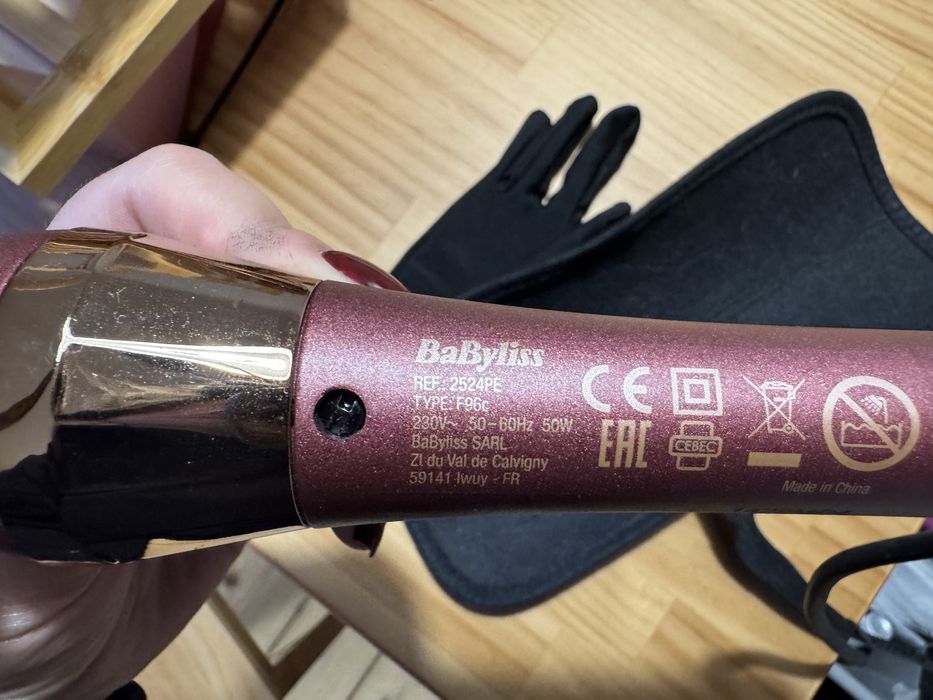 BaByliss
REF. 2524PE
TYPE: F96c
230V~ 50-60Hz 50W
BaByliss SARL
ZI du Val de Calvigny
59141 Iwuy - FR
CE
EAC
CEBEC
Made in China